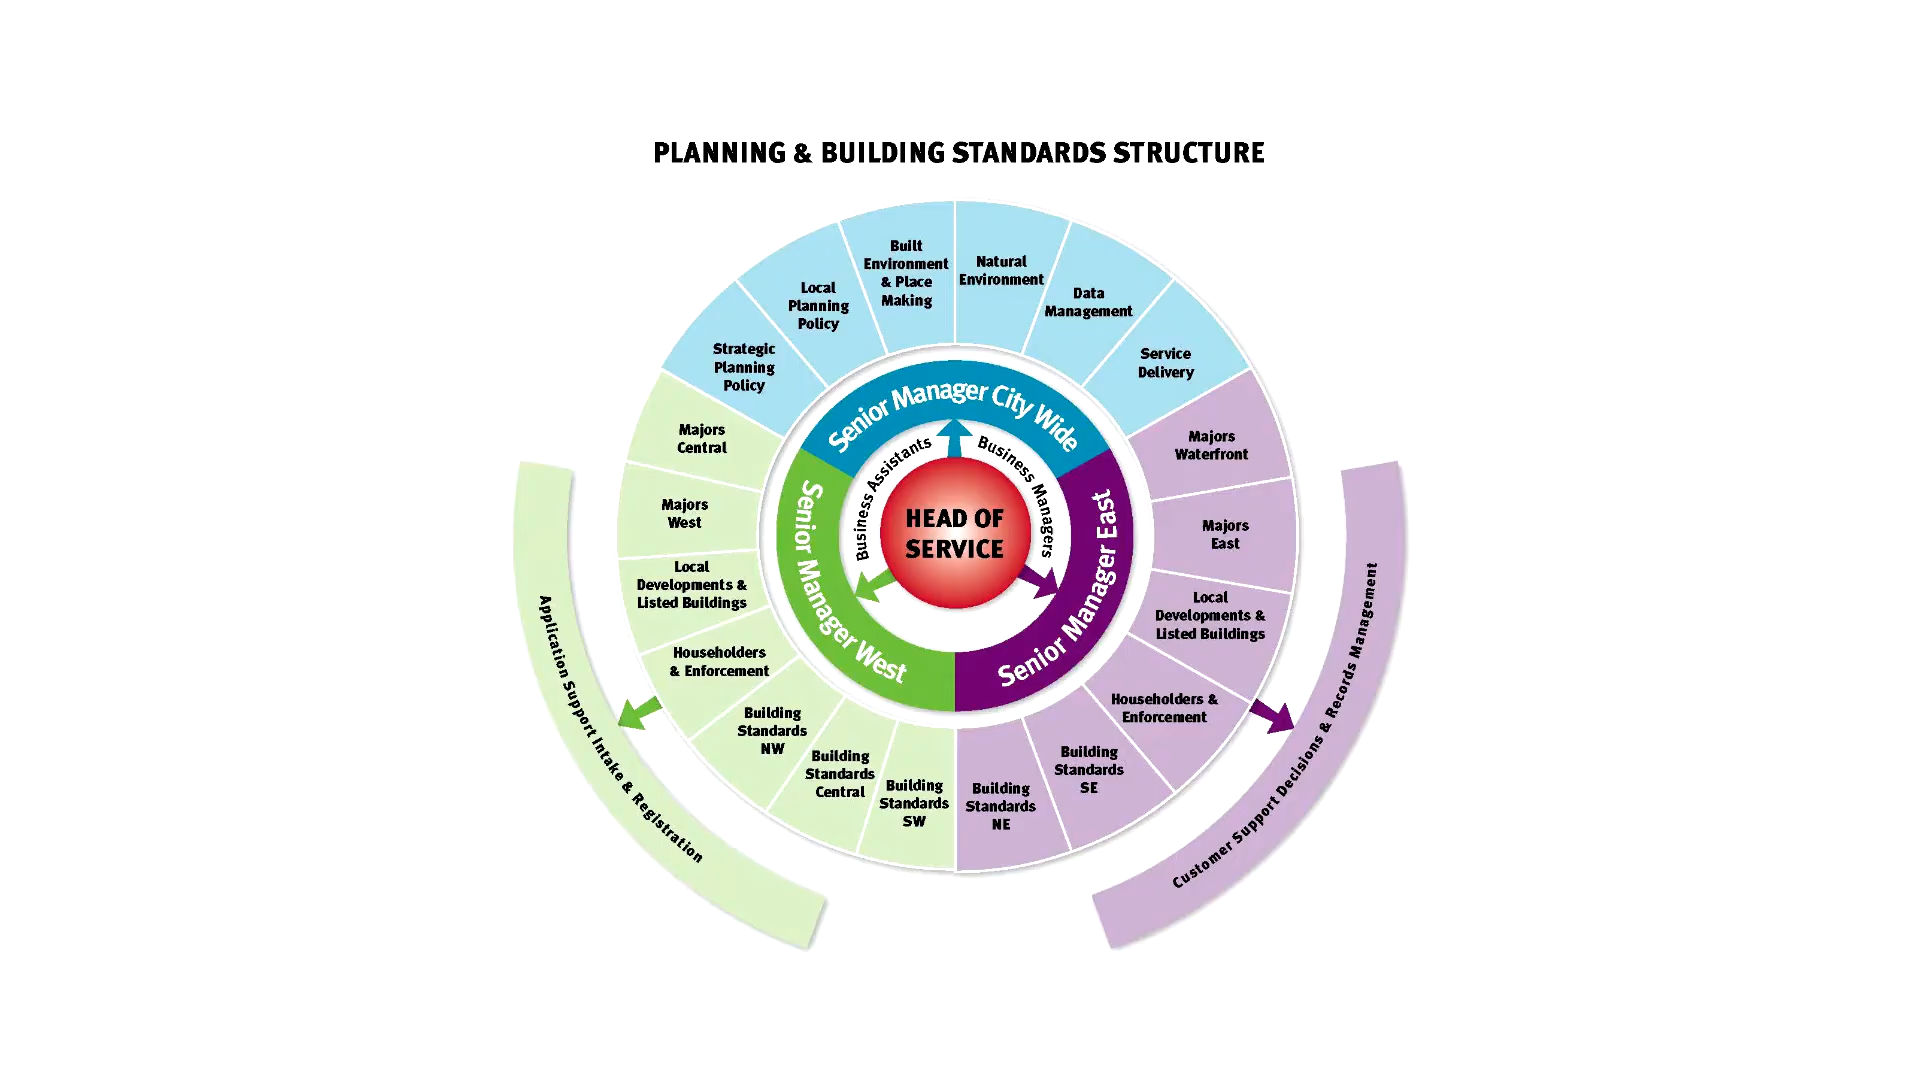 PLANNING & BUILDING STANDARDS STRUCTURE
Built
Environment
& Place
Making
Natural
Environment
Local
Planning
Policy
Data
Management
Strategic
Planning
Policy
Service
Delivery
Senior Manager City Wide
Business Assistants
Business Managers
HEAD OF
SERVICE
Senior Manager West
Senior Manager East
Majors
Central
Majors
West
Local
Developments &
Listed Buildings
Householders
& Enforcement
Building
Standards
NW
Building
Standards
Central
Building
Standards
SW
Majors
Waterfront
Majors
East
Local
Developments &
Listed Buildings
Householders &
Enforcement
Building
Standards
SE
Building
Standards
NE
Application Support Intake & Registration
Customer Support Decisions & Records Management